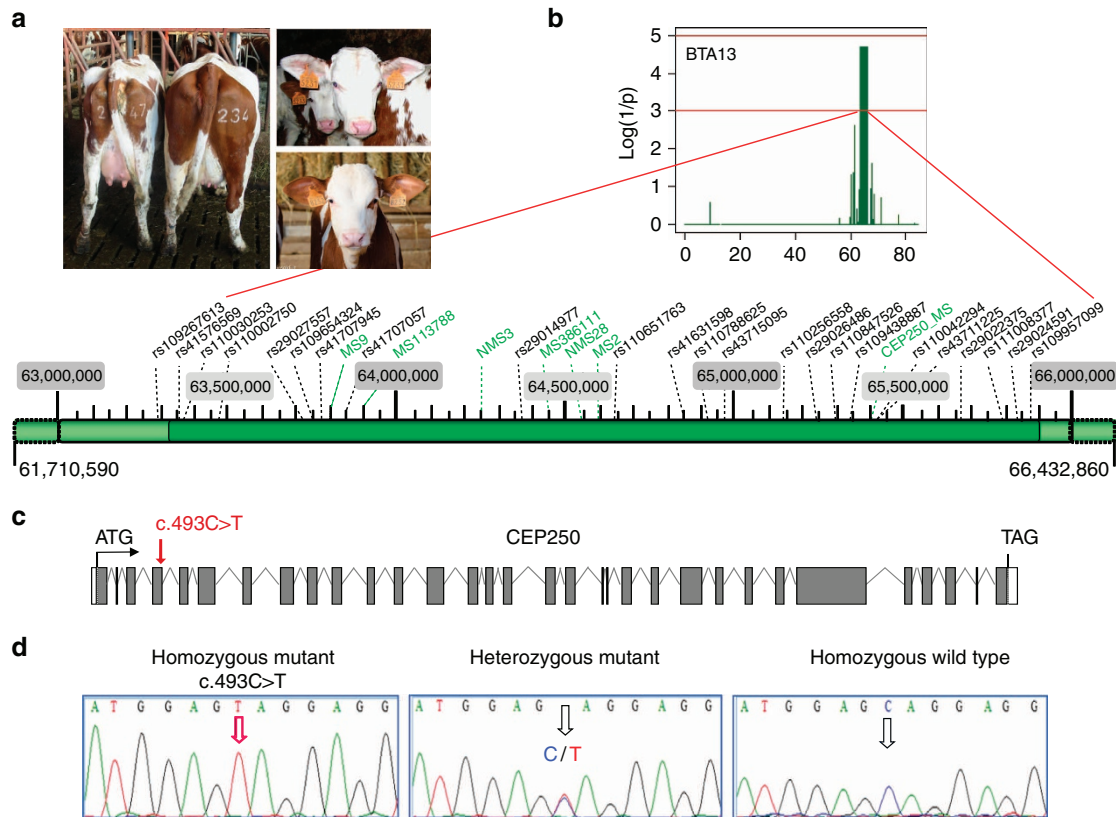 a
2 47
234
b
BTA13
Log(1/p)
5
4
3
2
1
0
0 20 40 60 80
rs109267613
rs41576569
rs110030253
rs110002750
rs29027557
rs109654324
rs41707945
MS9
rs41707057
MS113788
NMS3
rs29014977
MS386111
NMS28
MS2
rs110651763
rs41631598
rs110788625
rs43715095
rs110256558
rs29026486
rs110847526
rs109438887
CEP250_MS
rs110042294
rs43711225
rs29022375
rs111008377
rs29024591
rs109957099
63,000,000
63,500,000
64,000,000
64,500,000
65,000,000
65,500,000
66,000,000
61,710,590
66,432,860
c
c.493C>T
ATG CEP250 TAG
d
Homozygous mutant
c.493C>T
Heterozygous mutant
Homozygous wild type
A T G G A G T A G G A G G
A T G G A G A G G A G G
C/T
A T G G A G C A G G A G G